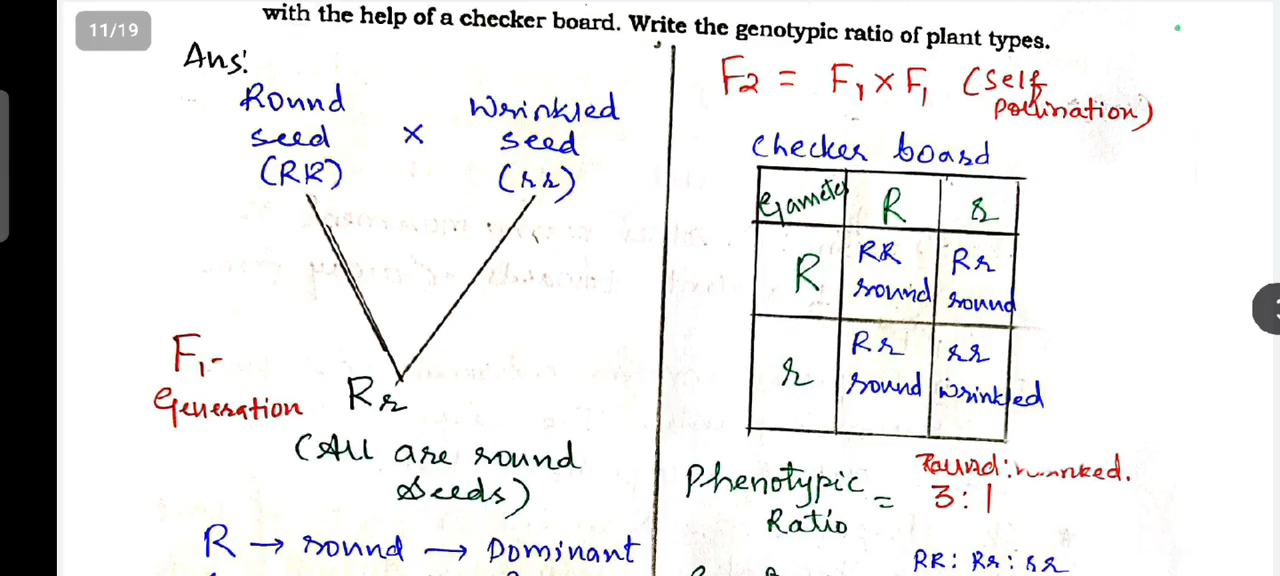 11/19
with the help of a checker board. Write the genotypic ratio of plant types.
Ans:
Round seed (RR) × Wrinkled seed (rr)
F1-
Generation
Rr
(All are round
seeds)
R → round → Dominant
F2 = F1 × F1 (Self
pollination)
Checker board
Gametes R r
R RR round Rr round
r Rr round rr wrinkled
Phenotypic
Ratio
=
Round:
3:1
RR: Rr: rr